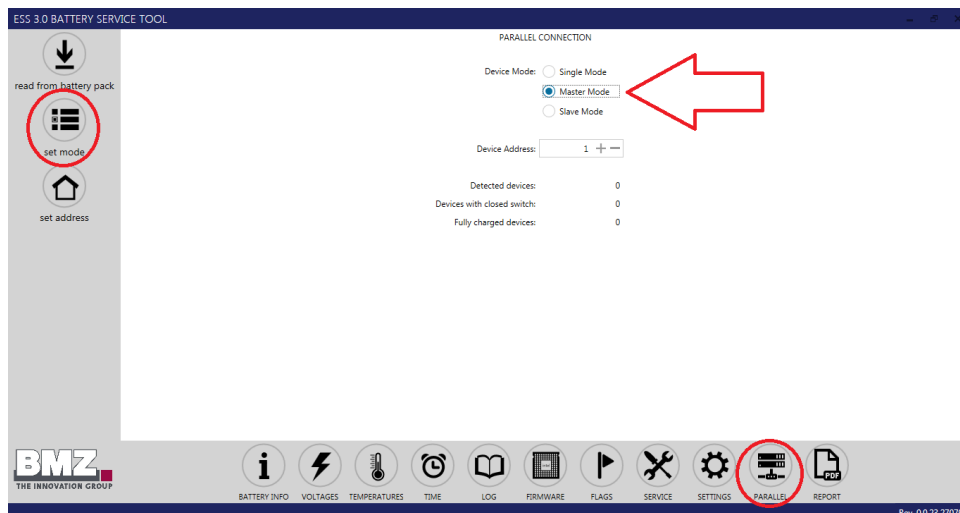 ESS 3.0 BATTERY SERVICE TOOL
PARALLEL CONNECTION
read from battery pack
set mode
set address
Device Mode: Single Mode
Master Mode
Slave Mode
Device Address: 1
Detected devices: 0
Devices with closed switch: 0
Fully charged devices: 0
BMZ
THE INNOVATION GROUP
BATTERY INFO VOLTAGES TEMPERATURES TIME LOG FIRMWARE FLAGS SERVICE SETTINGS PARALLEL REPORT
PDF